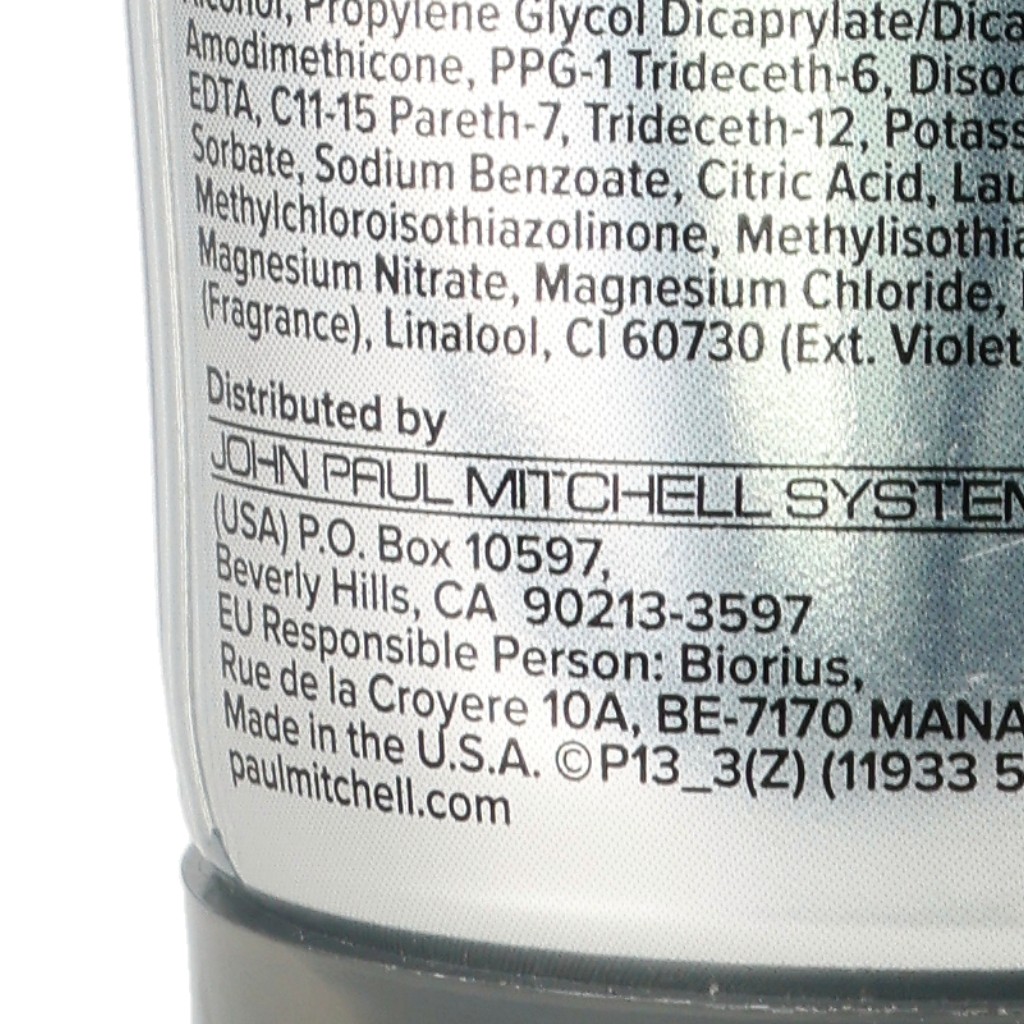 Propylene Glycol Dicaprylate/Dica
Amodimethicone, PPG-1 Trideceth-6, Disod
EDTA, C11-15 Pareth-7, Trideceth-12, Potass
Sorbate, Sodium Benzoate, Citric Acid, Lau
Methylchloroisothiazolinone, Methylisothia
Magnesium Nitrate, Magnesium Chloride,
(Fragrance), Linalool, CI 60730 (Ext. Violet
Distributed by
JOHN PAUL MITCHELL SYSTEM
(USA) P.O. Box 10597,
Beverly Hills, CA 90213-3597
EU Responsible Person: Biorius,
Rue de la Croyere 10A, BE-7170 MANA
Made in the U.S.A. ©P13_3(Z) (11933 5
paulmitchell.com